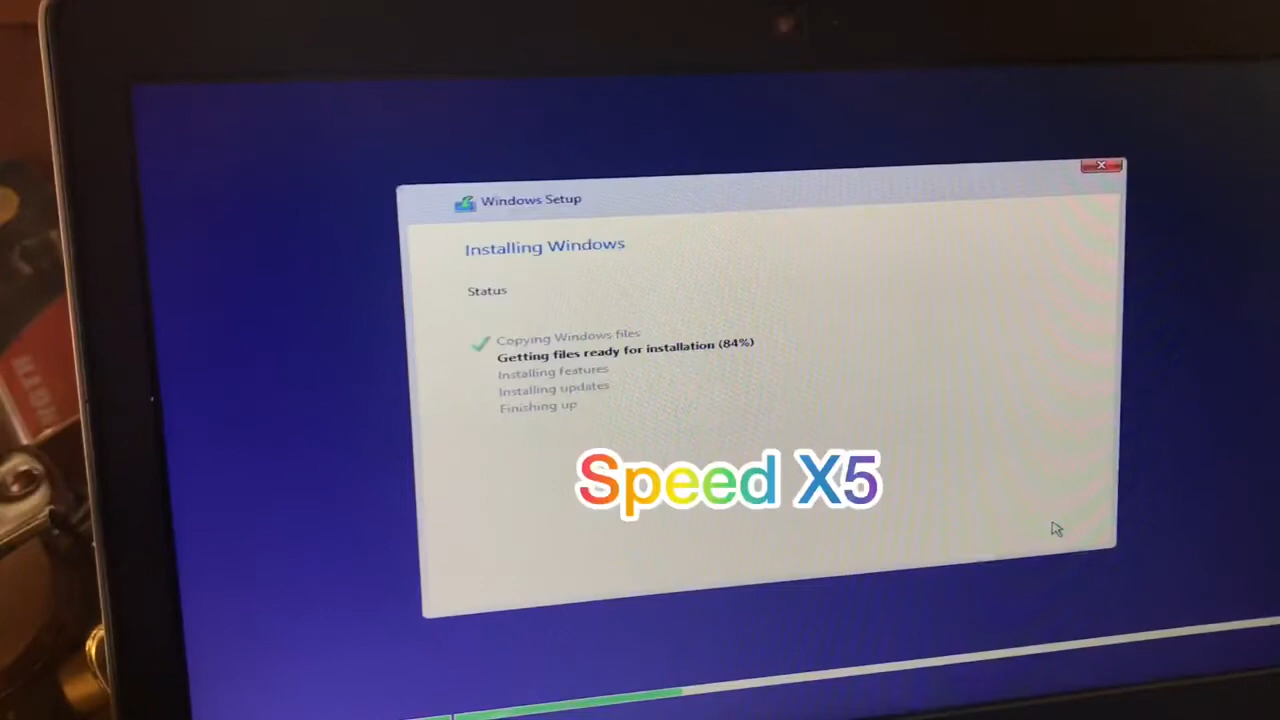 Windows Setup
Installing Windows
Status
Copying Windows files
Getting files ready for installation (84%)
Installing features
Installing updates
Finishing up
Speed X5